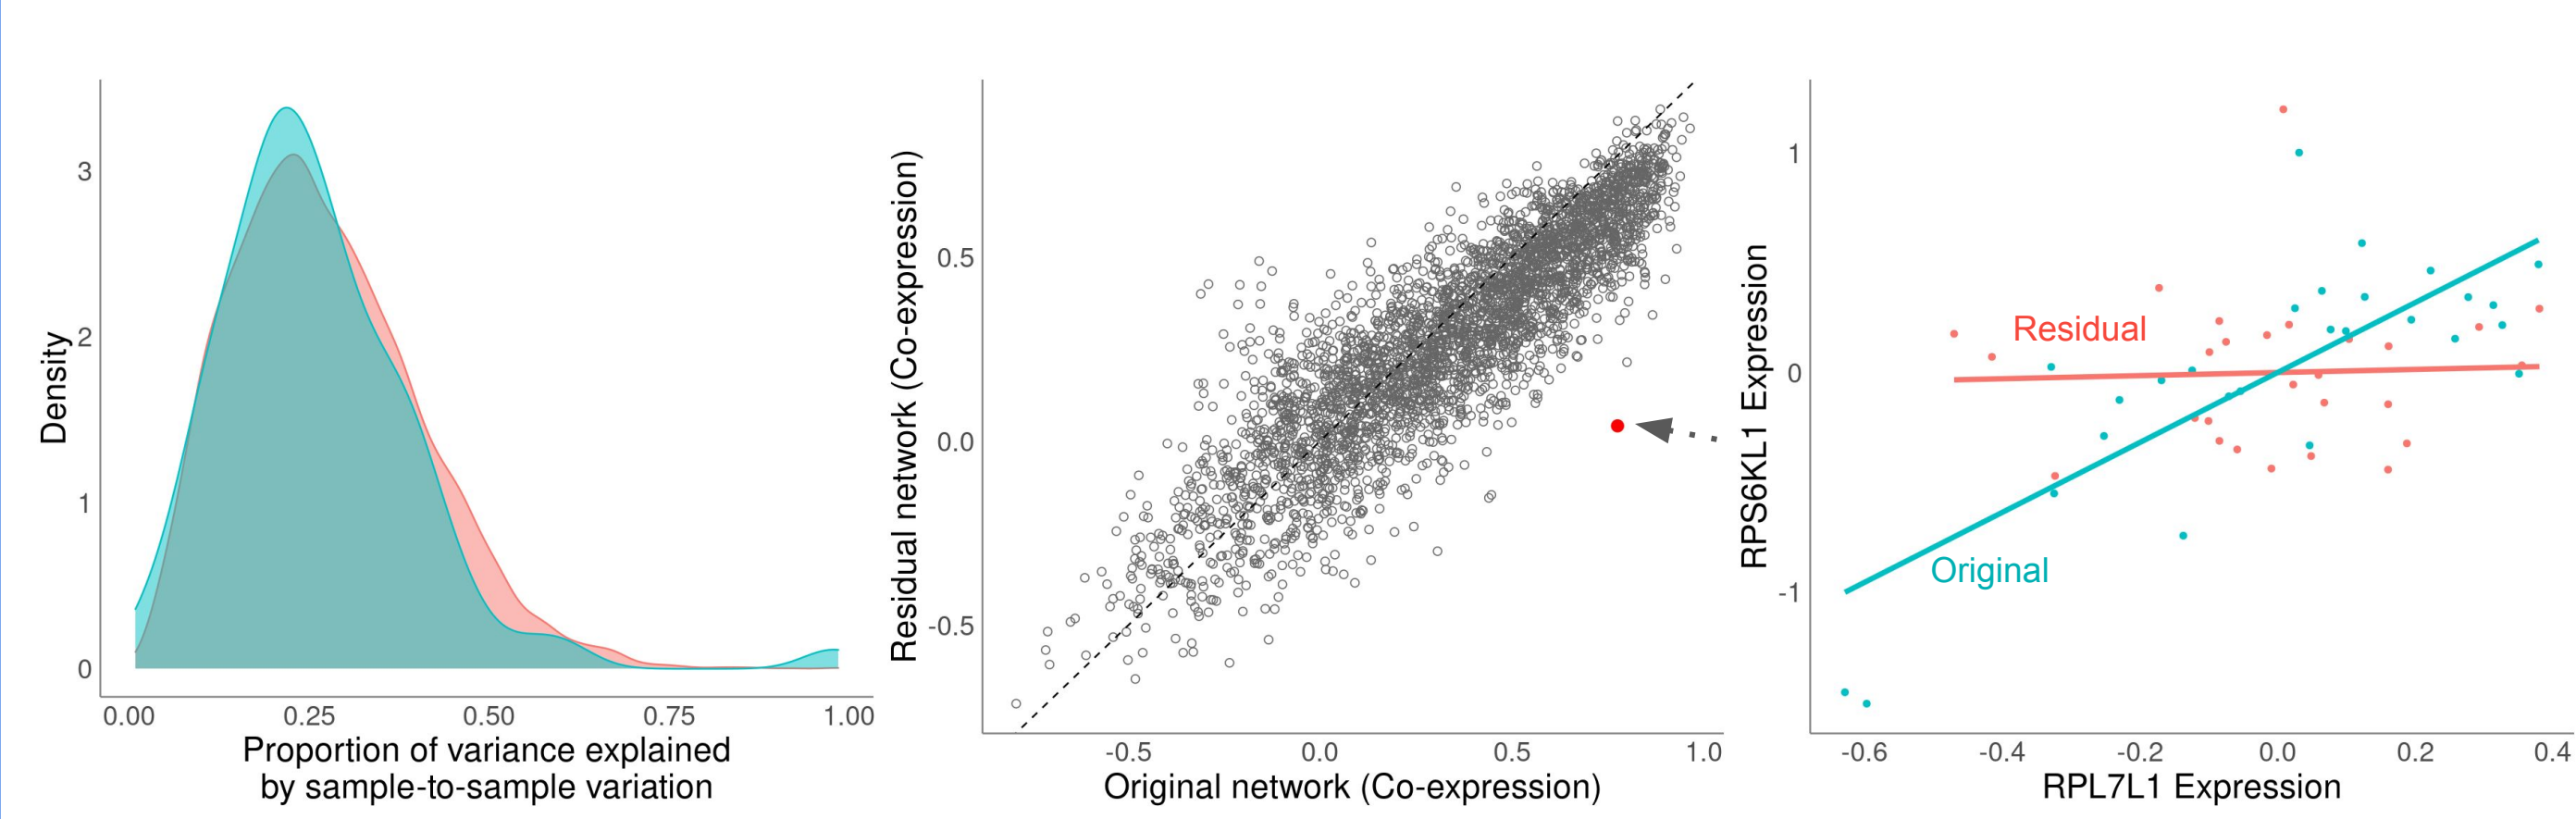 Density
3
2
1
0
0.00 0.25 0.50 0.75 1.00
Proportion of variance explained
by sample-to-sample variation
Residual network (Co-expression)
0.5
0.0
-0.5
-0.5 0.0 0.5 1.0
Original network (Co-expression)
RPS6KL1 Expression
1
0
-1
Residual
Original
-0.6 -0.4 -0.2 0.0 0.2 0.4
RPL7L1 Expression